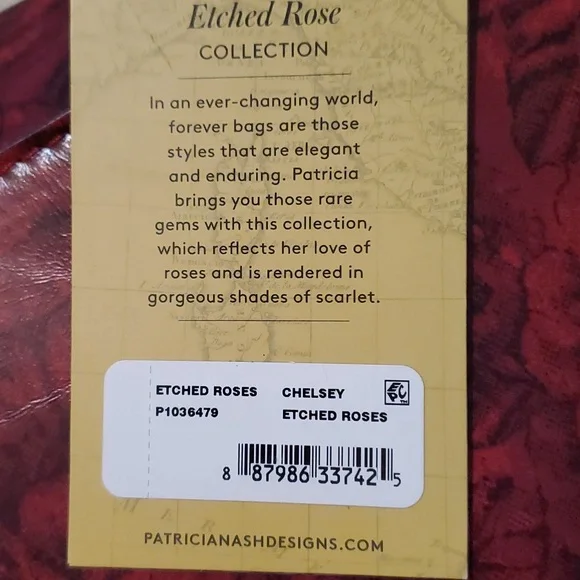 Etched Rose
COLLECTION
In an ever-changing world,
forever bags are those
styles that are elegant
and enduring. Patricia
brings you those rare
gems with this collection,
which reflects her love of
roses and is rendered in
gorgeous shades of scarlet.
ETCHED ROSES CHELSEY
P1036479 ETCHED ROSES
8 87986 33742 5
PATRICIANASHDESIGNS.COM